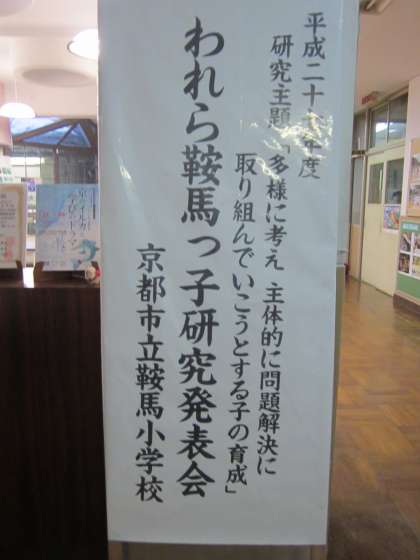 平成二十 年度
研究主題「多様に考え 主体的に問題解決に
取り組んでいこうとする子の育成」
われら鞍馬っ子研究発表会
京都市立鞍馬小学校